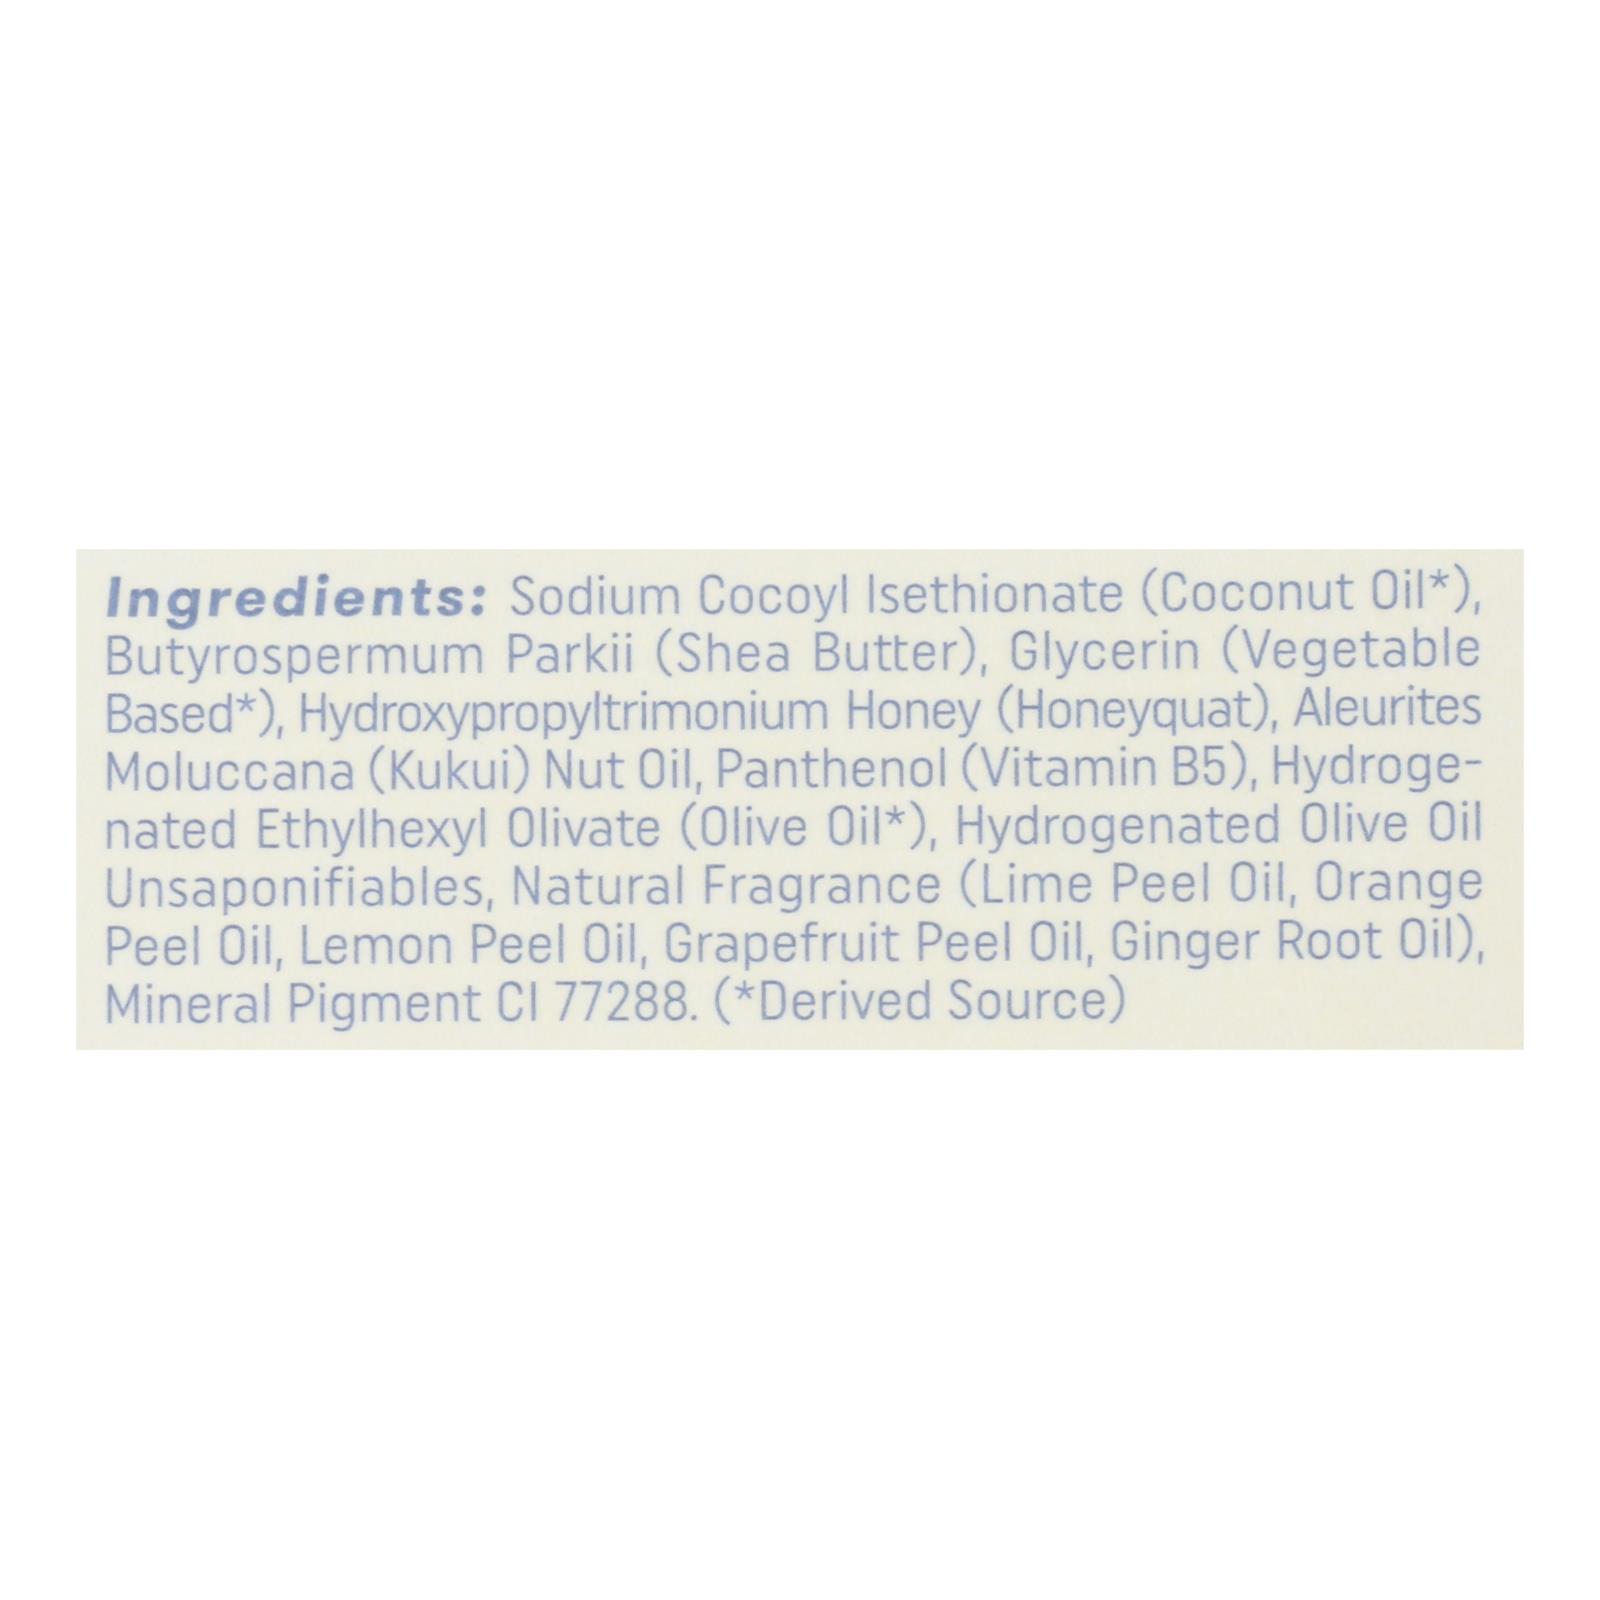 Ingredients: Sodium Cocoyl Isethionate (Coconut Oil*),
Butyrospermum Parkii (Shea Butter), Glycerin (Vegetable
Based*), Hydroxypropyltrimonium Honey (Honeyquat), Aleurites
Moluccana (Kukui) Nut Oil, Panthenol (Vitamin B5), Hydroge-
nated Ethylhexyl Olivate (Olive Oil*), Hydrogenated Olive Oil
Unsaponifiables, Natural Fragrance (Lime Peel Oil, Orange
Peel Oil, Lemon Peel Oil, Grapefruit Peel Oil, Ginger Root Oil),
Mineral Pigment CI 77288. (*Derived Source)